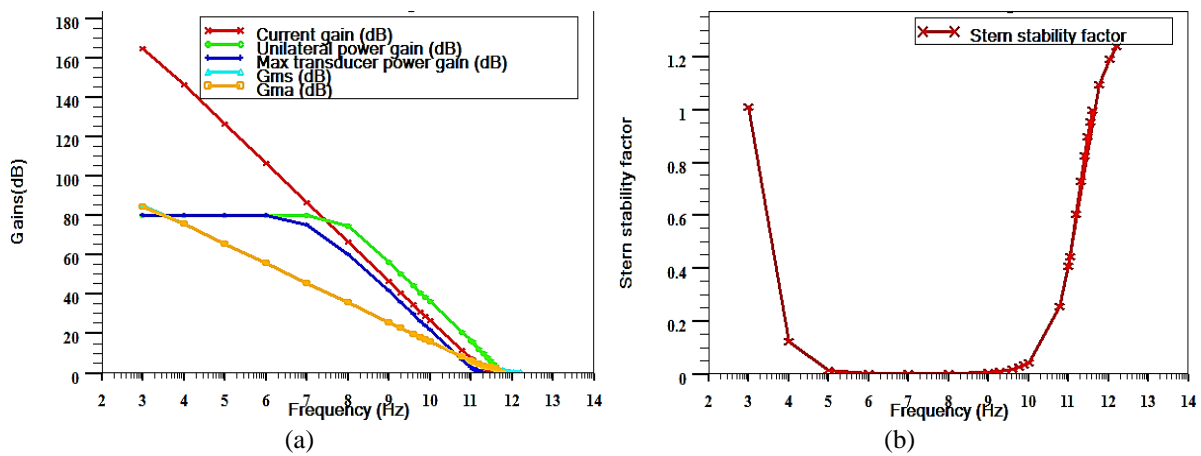 180
160
140
120
100
80
60
40
20
0
Gains(dB)
Current gain (dB)
Unilateral power gain (dB)
Max transducer power gain (dB)
Gms (dB)
Gma (dB)
2 3 4 5 6 7 8 9 10 11 12 13 14
Frequency (Hz)
(a)
1.2
1
0.8
0.6
0.4
0.2
0
Stern stability factor
Stern stability factor
2 3 4 5 6 7 8 9 10 11 12 13 14
Frequency (Hz)
(b)